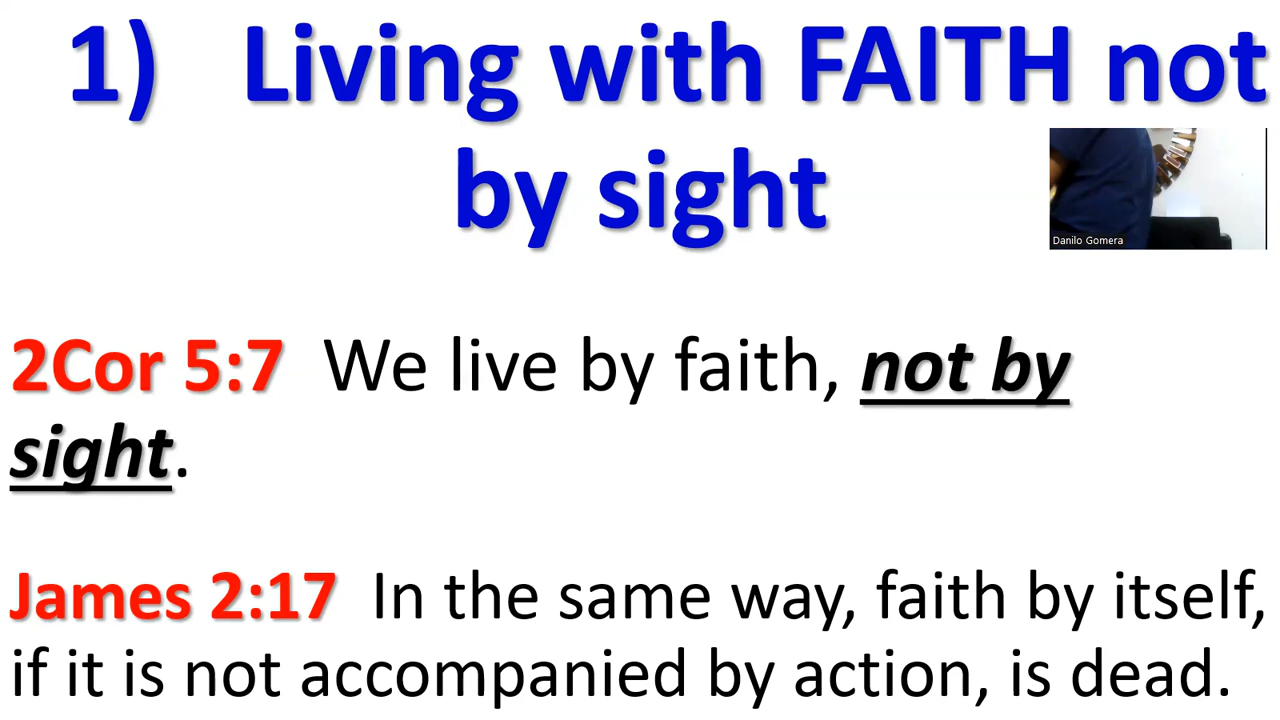 1) Living with FAITH not
by sight
Danilo Gomera
2Cor 5:7 We live by faith, not by
sight.
James 2:17 In the same way, faith by itself,
if it is not accompanied by action, is dead.